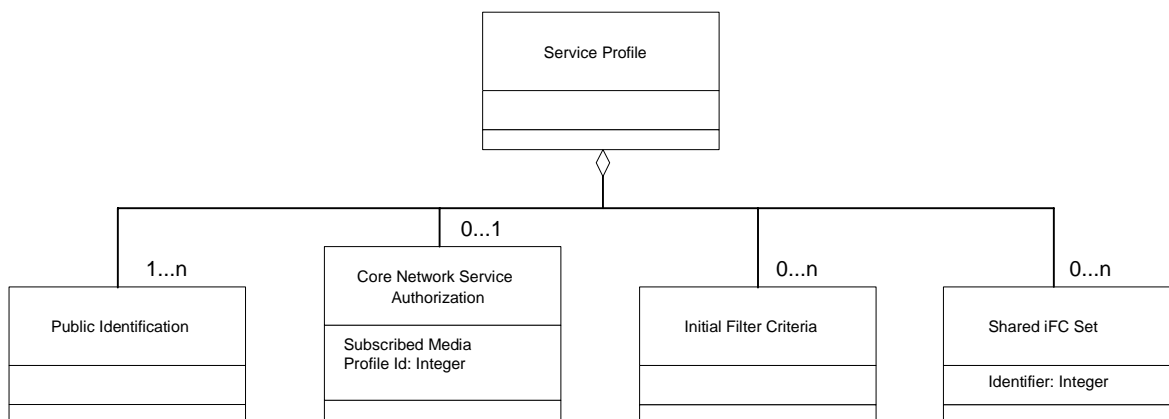 Service Profile
0...1
1...n
0...n
0...n
Core Network Service
Authorization
Public Identification
Initial Filter Criteria
Shared iFC Set
Subscribed Media
Profile Id: Integer
Identifier: Integer